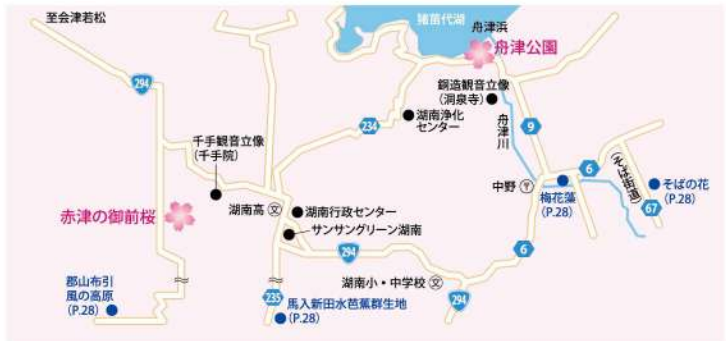 至会津若松
猪苗代湖
舟津浜
舟津公園
294
銅造観音立像
(洞泉寺)
湖南浄化
センター
234
舟津川
9
千手観音立像
(千手院)
6
(そば街道)
中野
梅花藻
(P.28)
そばの花
(P.28)
67
赤津の御前桜
湖南高
文
湖南行政センター
サンサングリーン湖南
294
6
湖南小・中学校
文
294
郡山布引
風の高原
(P.28)
235
馬入新田水芭蕉群生地
(P.28)